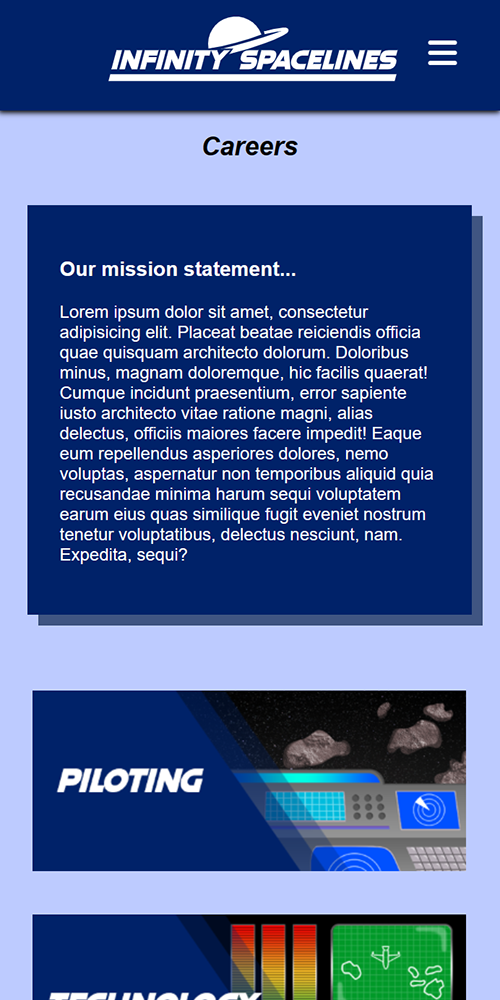 INFINITY SPACELINES
Careers
Our mission statement...
Lorem ipsum dolor sit amet, consectetur
adipisicing elit. Placeat beatae reiciendis officia
quae quisquam architecto dolorum. Doloribus
minus, magnam doloremque, hic facilis quaerat!
Cumque incidunt praesentium, error sapiente
iusto architecto vitae ratione magni, alias
delectus, officiis maiores facere impedit! Eaque
eum repellendus asperiores dolores, nemo
voluptas, aspernatur non temporibus aliquid quia
recusandae minima harum sequi voluptatem
earum eius quas similique fugit eveniet nostrum
tenetur voluptatibus, delectus nesciunt, nam.
Expedita, sequi?
PILOTING
TECHNOLOGY